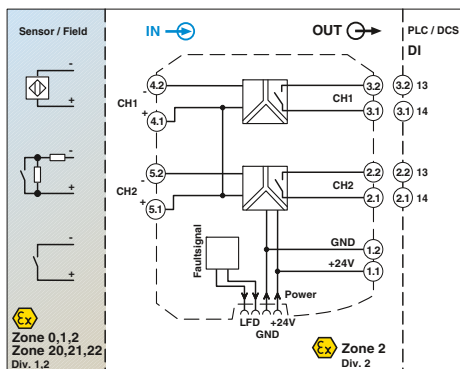 Sensor / Field
IN
OUT
PLC / DCS
DI
-
+
-
+
-
+
4.2
-
CH1
+
4.1
3.2
CH1
3.1
3.2 13
3.1 14
5.2
-
CH2
+
5.1
2.2
CH2
2.1
2.2 13
2.1 14
Faultsignal
GND
1.2
+24V
1.1
Power
LFD +24V
GND
Ex
Zone 0,1,2
Zone 20,21,22
Div. 1,2
Ex
Zone 2
Div. 2